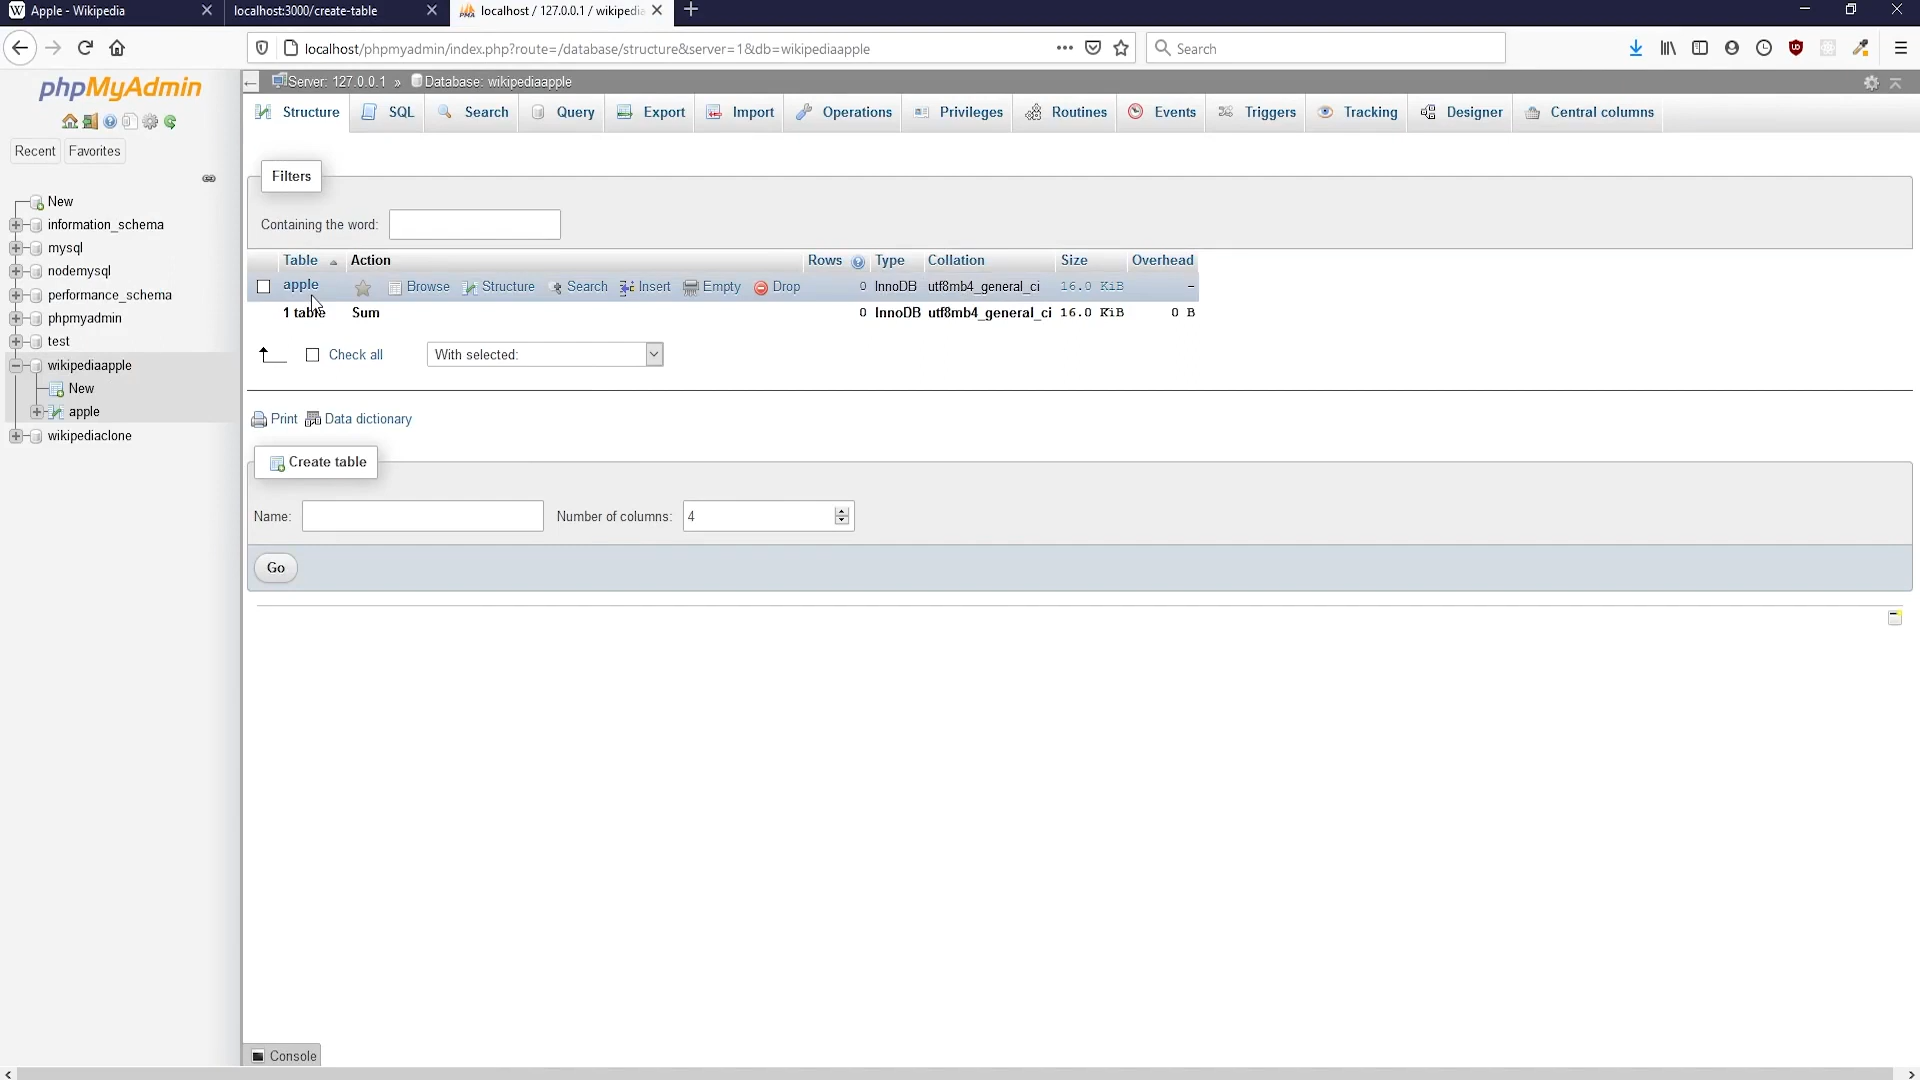 Apple - Wikipedia
localhost:3000/create-table
localhost / 127.0.0.1 / wikipedia
localhost/phpmyadmin/index.php?route=/database/structure&server=1&db=wikipediaapple
Search
phpMyAdmin
Server: 127.0.0.1 » Database: wikipediaapple
Structure SQL Search Query Export Import Operations Privileges Routines Events Triggers Tracking Designer Central columns
Recent Favorites
New
information_schema
mysql
nodemysql
performance_schema
phpmyadmin
test
wikipediaapple
New
apple
wikipediaclone
Filters
Containing the word:
Table Action Rows Type Collation Size Overhead
apple Browse Structure Search Insert Empty Drop 0 InnoDB utf8mb4_general_ci 16.0 KiB -
1 table Sum 0 InnoDB utf8mb4_general_ci 16.0 KiB 0 B
Check all With selected:
Print Data dictionary
Create table
Name: Number of columns: 4
Go
Console